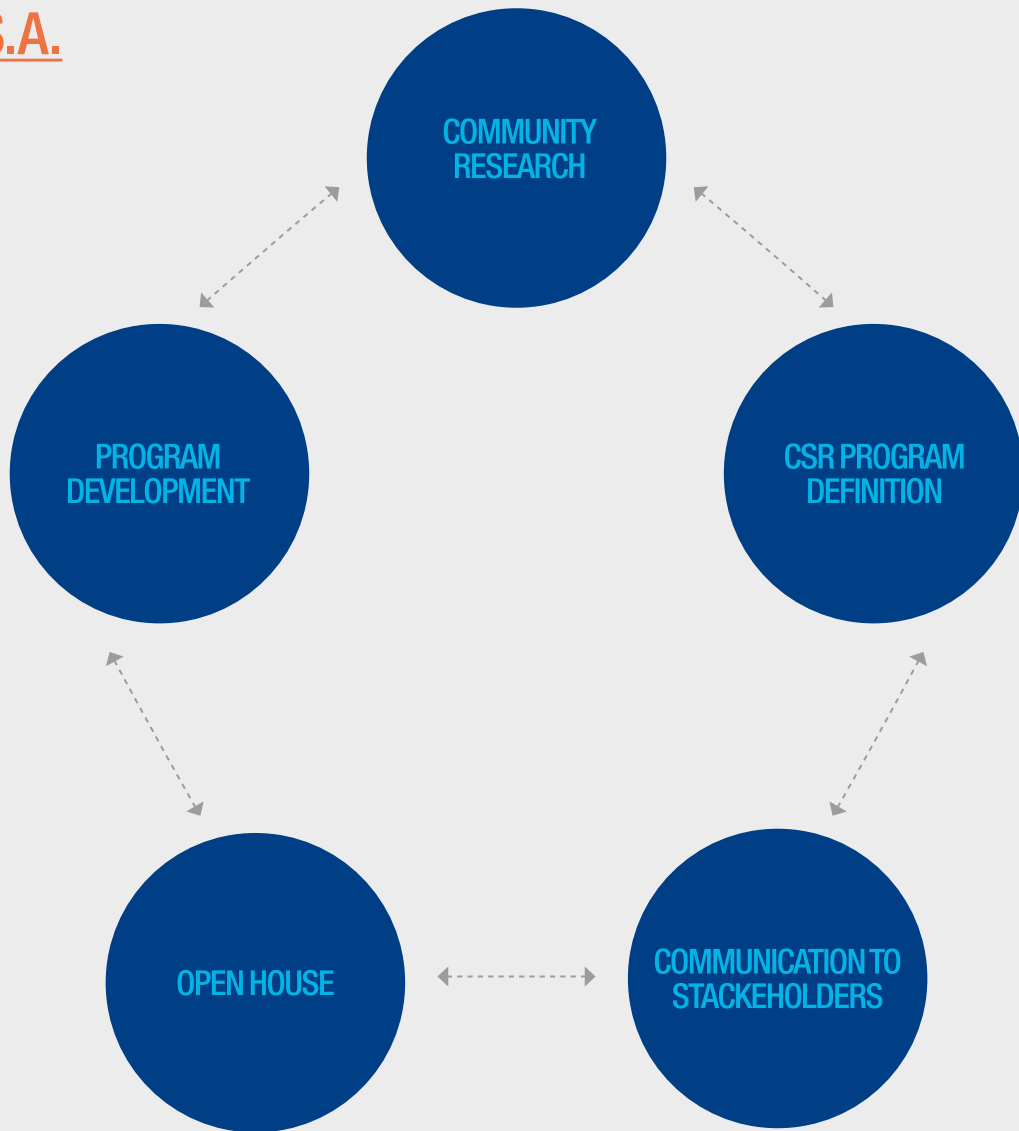 S.A.
COMMUNITY
RESEARCH
PROGRAM
DEVELOPMENT
CSR PROGRAM
DEFINITION
OPEN HOUSE
COMMUNICATION TO
STACKEHOLDERS